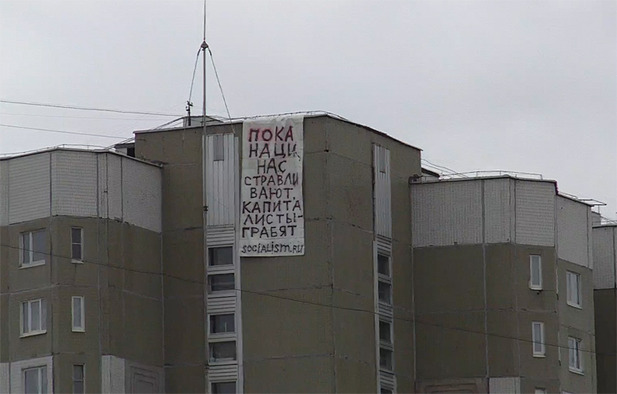 ПОКА
НАЦИ
НАС
СТРАВЛИ
ВАЮТ
КАПИТА
ЛИСТЫ-
ГРАБЯТ
SOCIALISM.RU